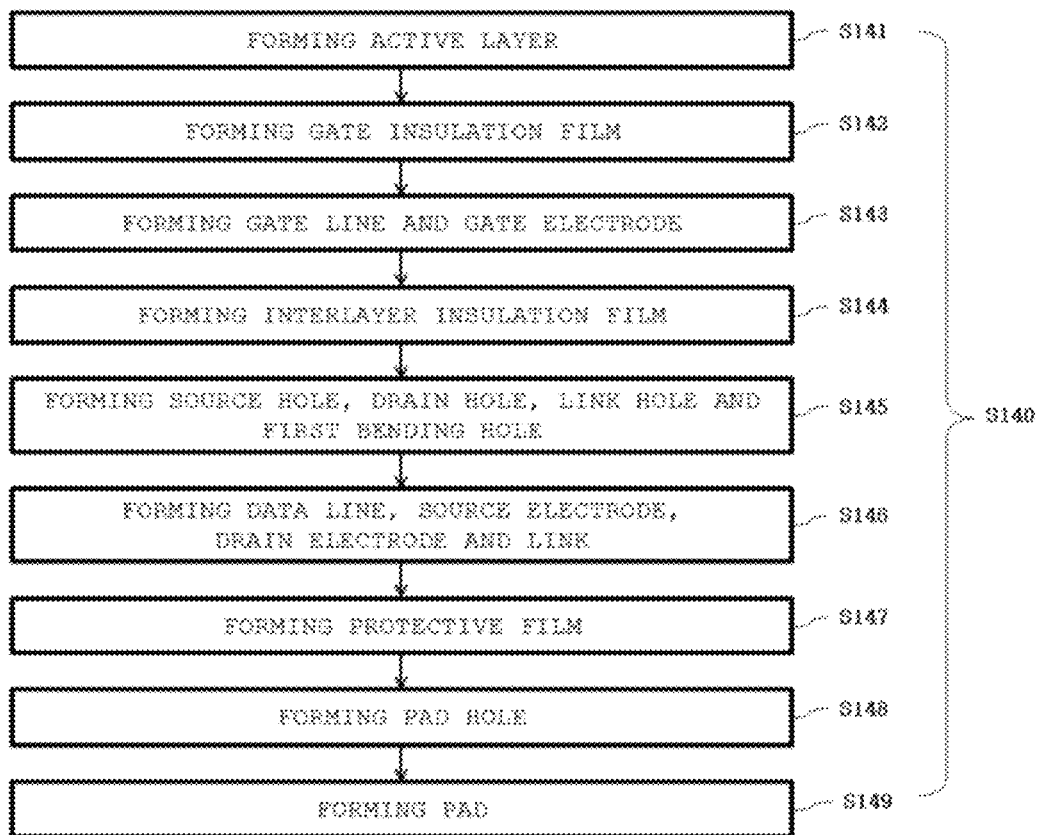 FORMING ACTIVE LAYER
S141
FORMING GATE INSULATION FILM
S142
FORMING GATE LINE AND GATE ELECTRODE
S143
FORMING INTERLAYER INSULATION FILM
S144
FORMING SOURCE HOLE, DRAIN HOLE, LINK HOLE AND
FIRST BENDING HOLE
S145
S140
FORMING DATA LINE, SOURCE ELECTRODE,
DRAIN ELECTRODE AND LINK
S146
FORMING PROTECTIVE FILM
S147
FORMING PAD HOLE
S148
FORMING PAD
S149